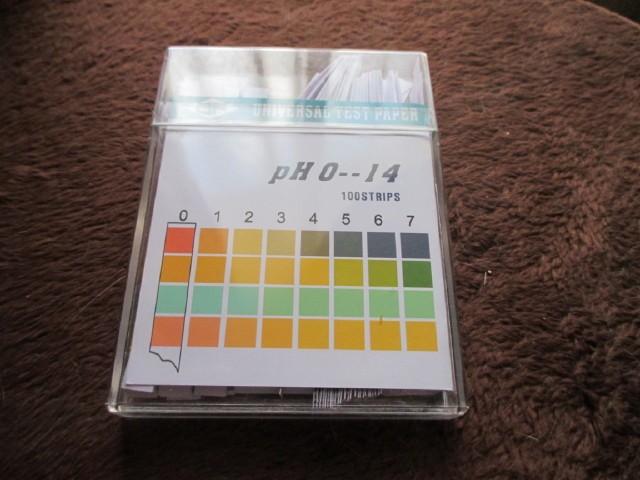 UNIVERSAL TEST PAPER
pH 0--14
100STRIPS
0 1 2 3 4 5 6 7